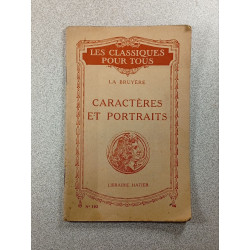 LES CLASSIQUES
POUR TOUS
LA BRUYÈRE
CARACTÈRES
ET PORTRAITS
LIBRAIRIE HATIER